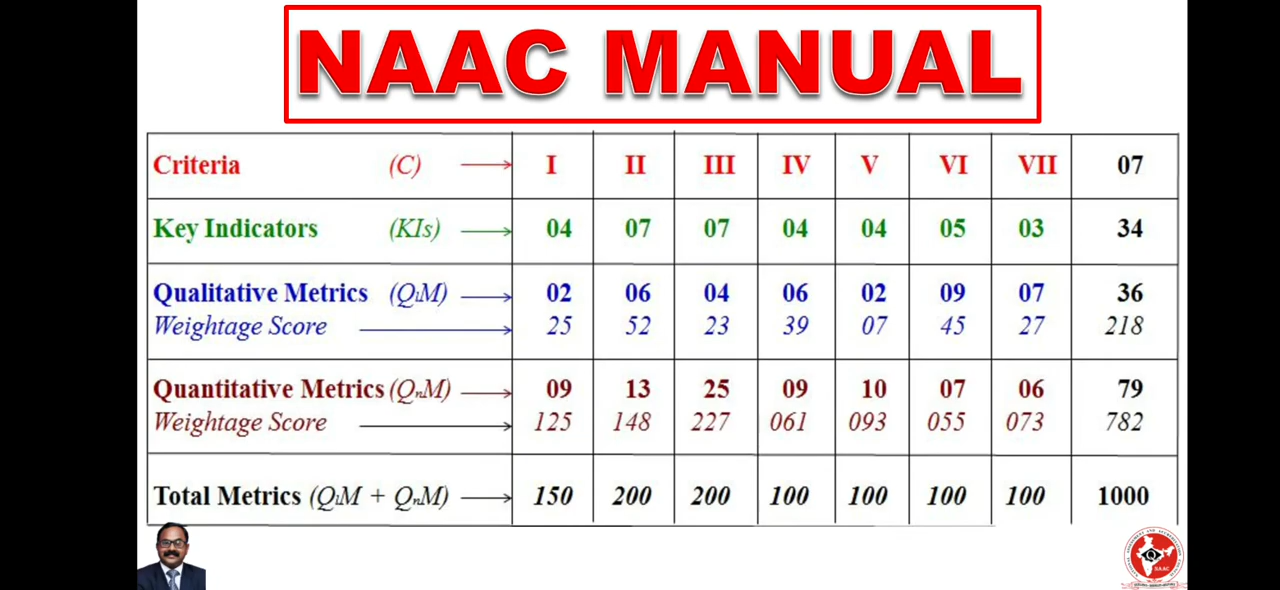 NAAC MANUAL
Criteria (C) I II III IV V VI VII 07
Key Indicators (KIs) 04 07 07 04 04 05 03 34
Qualitative Metrics (QlM) 02 06 04 06 02 09 07 36
Weightage Score 25 52 23 39 07 45 27 218
Quantitative Metrics (QnM) 09 13 25 09 10 07 06 79
Weightage Score 125 148 227 061 093 055 073 782
Total Metrics (QlM + QnM) 150 200 200 100 100 100 100 1000
NAAC